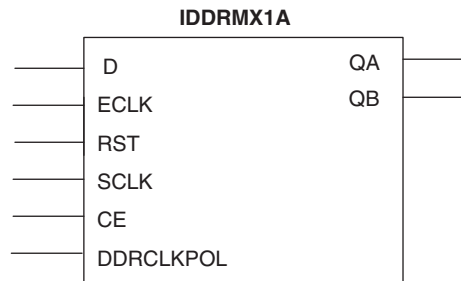 IDDRMX1A
D
QA
ECLK
QB
RST
SCLK
CE
DDRCLKPOL